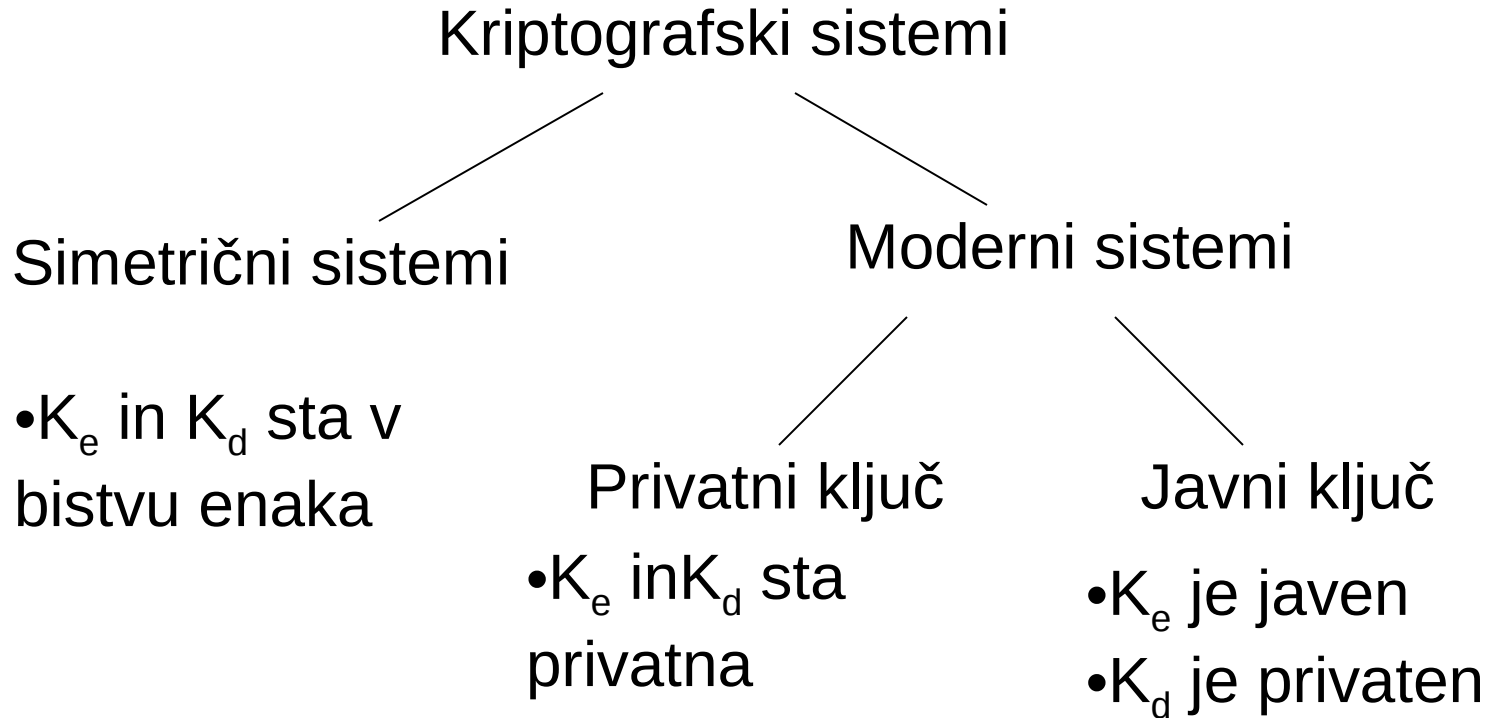 Kriptografski sistemi
Simetrični sistemi
Moderni sistemi
•Ke in Kd sta v
bistvu enaka
Privatni ključ
•Ke inKd sta
privatna
Javni ključ
•Ke je javen
•Kd je privaten